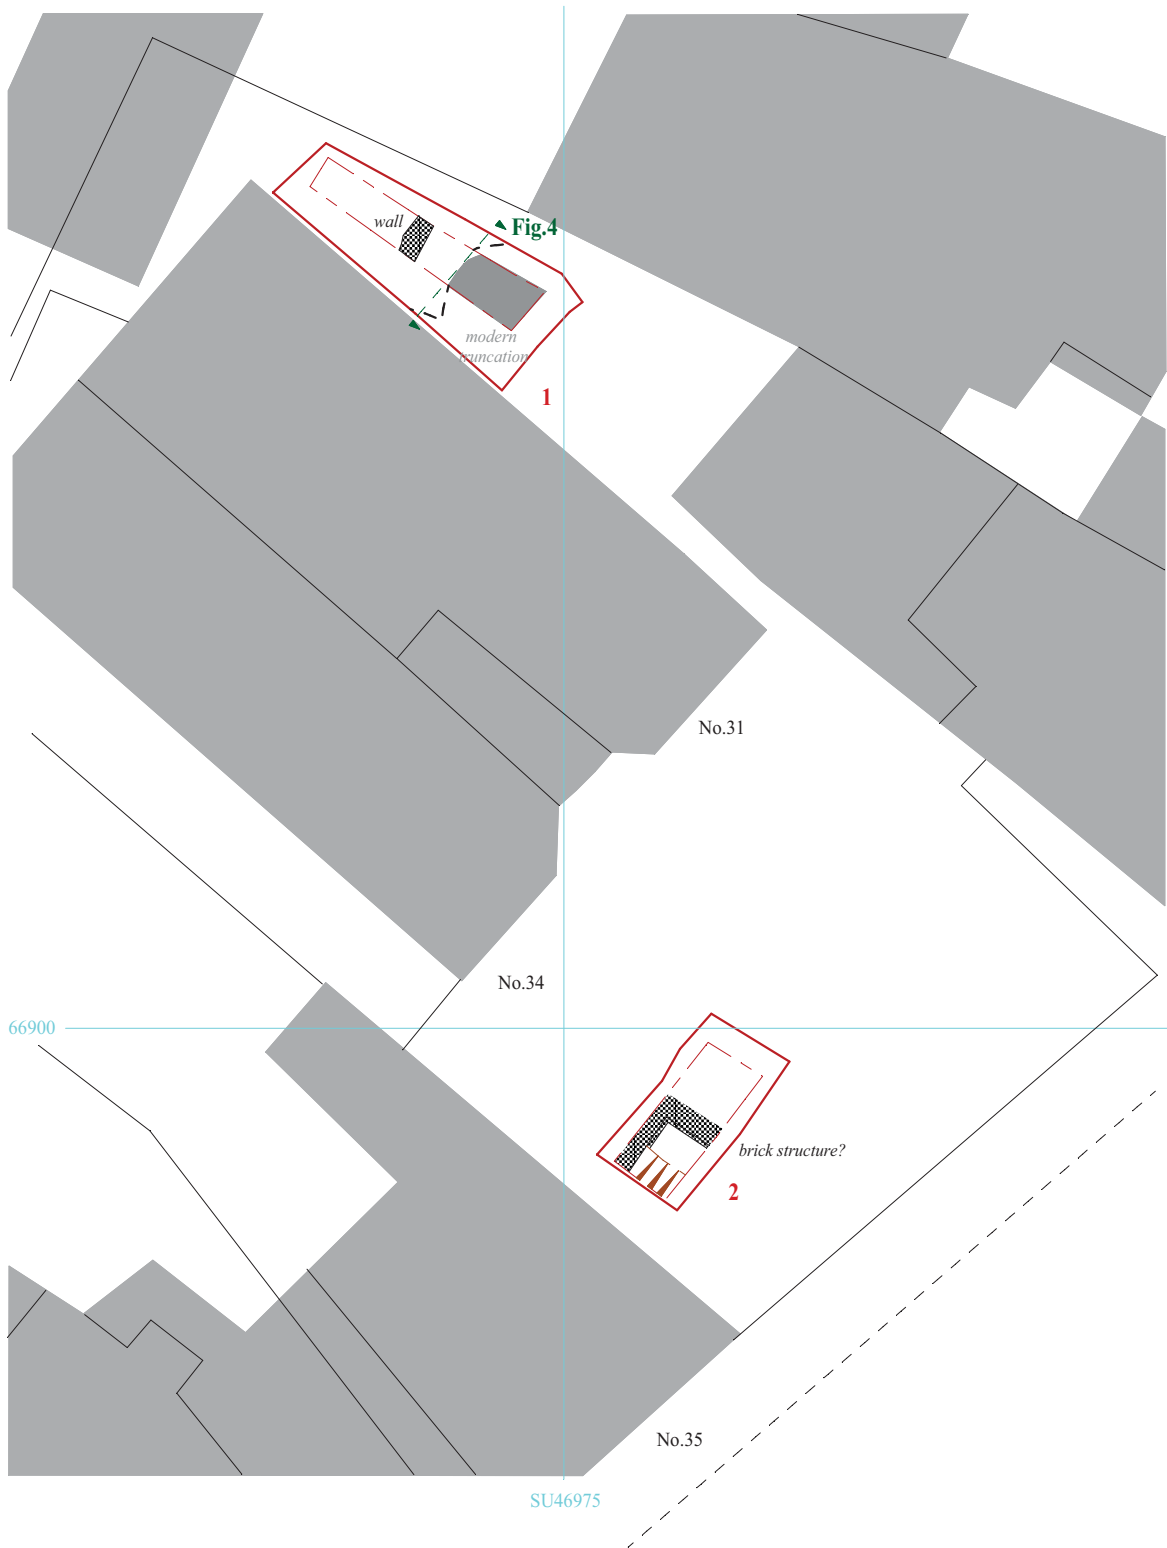 wall
Fig.4
modern
truncation
1
No.31
No.34
66900
brick structure?
2
No.35
SU46975